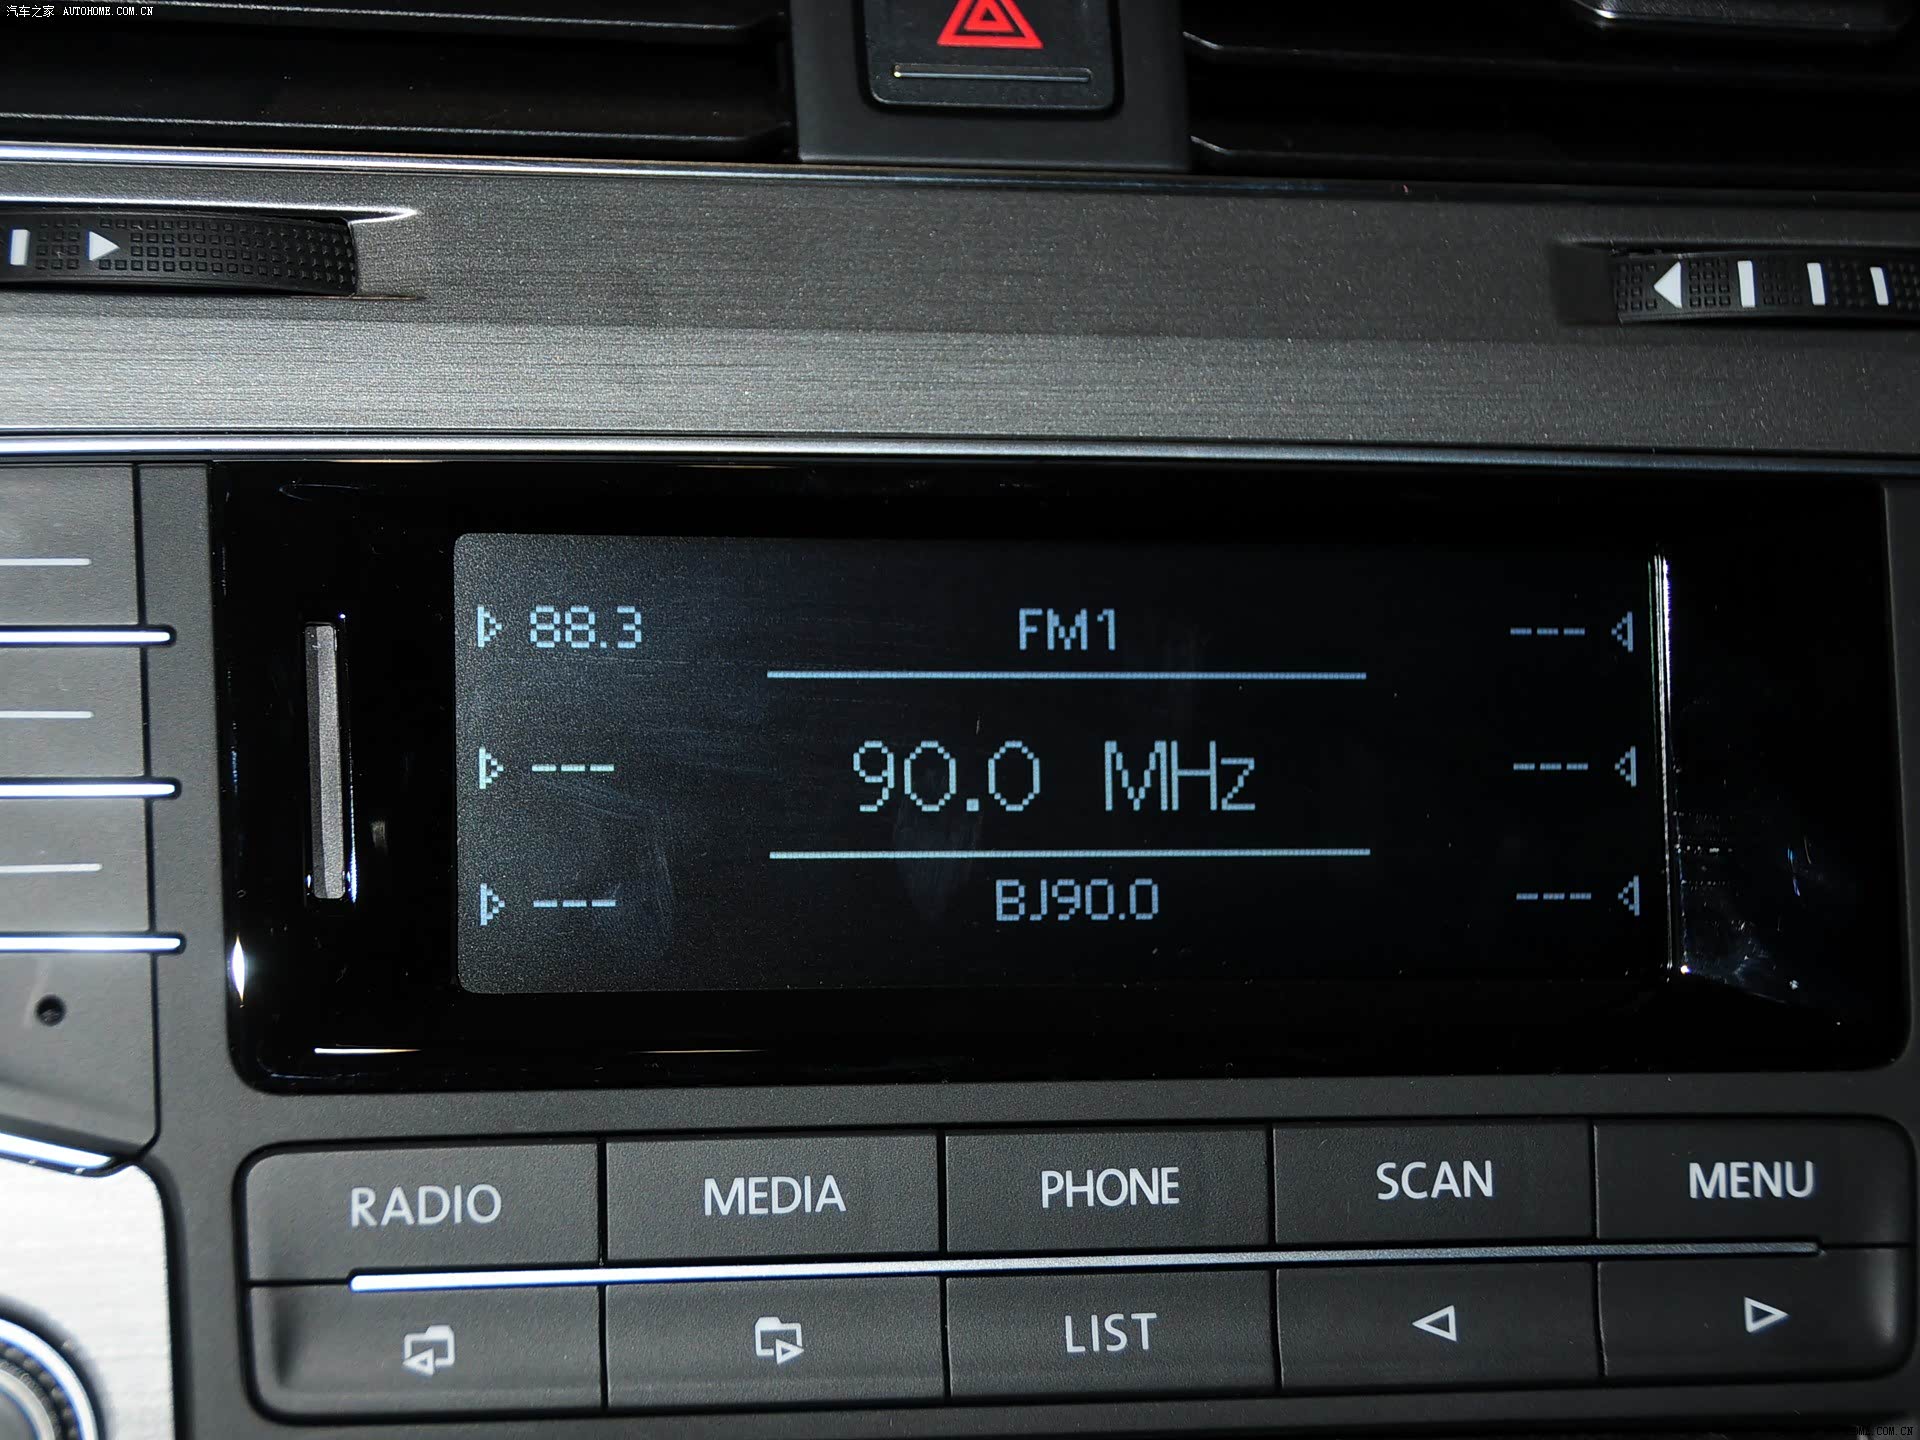 汽车之家 AUTOHOME.COM.CN
88.3 FM1 ---
--- 90.0 MHz ---
--- BJ90.0 ---
RADIO MEDIA PHONE SCAN MENU
LIST